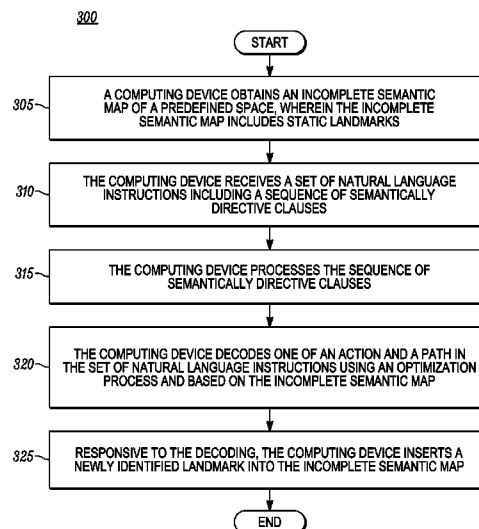 300
START
305
A COMPUTING DEVICE OBTAINS AN INCOMPLETE SEMANTIC
MAP OF A PREDEFINED SPACE, WHEREIN THE INCOMPLETE
SEMANTIC MAP INCLUDES STATIC LANDMARKS
310
THE COMPUTING DEVICE RECEIVES A SET OF NATURAL LANGUAGE
INSTRUCTIONS INCLUDING A SEQUENCE OF SEMANTICALLY
DIRECTIVE CLAUSES
315
THE COMPUTING DEVICE PROCESSES THE SEQUENCE OF
SEMANTICALLY DIRECTIVE CLAUSES
320
THE COMPUTING DEVICE DECODES ONE OF AN ACTION AND A PATH IN
THE SET OF NATURAL LANGUAGE INSTRUCTIONS USING AN OPTIMIZATION
PROCESS AND BASED ON THE INCOMPLETE SEMANTIC MAP
325
RESPONSIVE TO THE DECODING, THE COMPUTING DEVICE INSERTS A
NEWLY IDENTIFIED LANDMARK INTO THE INCOMPLETE SEMANTIC MAP
END